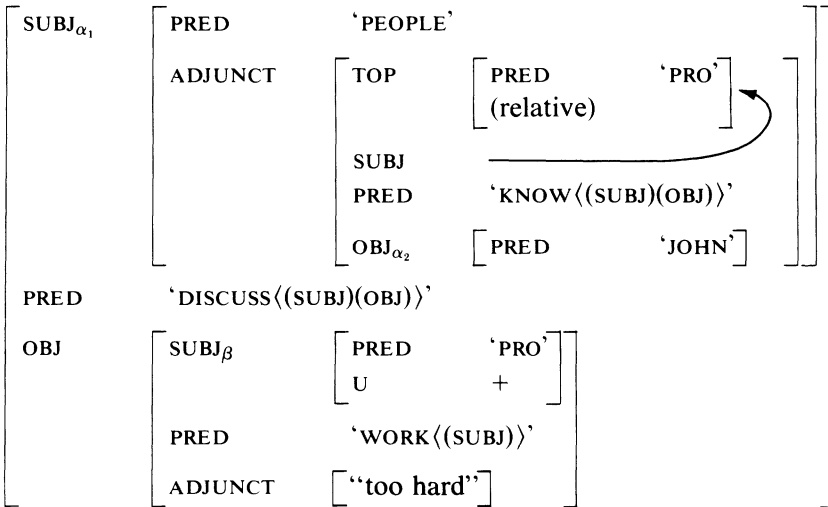 SUBJα₁ PRED ‘PEOPLE’
ADJUNCT TOP PRED ‘PRO’
(relative)
SUBJ
PRED ‘KNOW⟨(SUBJ)(OBJ)⟩’
OBJα₂ PRED ‘JOHN’
PRED ‘DISCUSS⟨(SUBJ)(OBJ)⟩’
OBJ SUBJβ PRED ‘PRO’
U +
PRED ‘WORK⟨(SUBJ)⟩’
ADJUNCT “too hard”